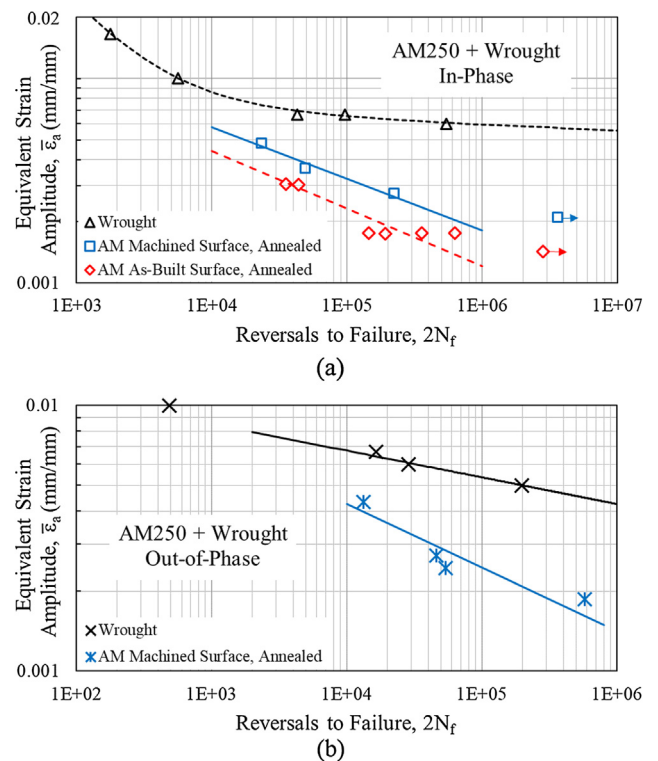 (a)
0.02
AM250 + Wrought
In-Phase
Equivalent Strain
Amplitude, ε̄ₐ (mm/mm)
Wrought
AM Machined Surface, Annealed
AM As-Built Surface, Annealed
0.001
1E+03 1E+04 1E+05 1E+06 1E+07
Reversals to Failure, 2N_f
(a)
0.01
Equivalent Strain
Amplitude, ε̄ₐ (mm/mm)
AM250 + Wrought
Out-of-Phase
Wrought
AM Machined Surface, Annealed
0.001
1E+02 1E+03 1E+04 1E+05 1E+06
Reversals to Failure, 2N_f
(b)